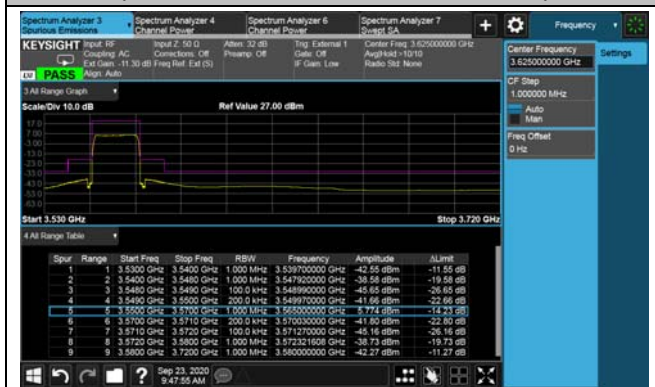 Spectrum Analyzer 3
Spurious Emissions
Spectrum Analyzer 4
Channel Power
Spectrum Analyzer 6
Channel Power
Spectrum Analyzer 7
Swept SA
+
Frequency
KEYSIGHT
Input: RF
Coupling: AC
Ext Gain: -11.30 dB
Align: Auto
Input Z: 50 Ω
Corrections: Off
Freq Ref: Ext (S)
Atten: 32 dB
Preamp: Off
Trig: External 1
Gate: Off
IF Gain: Low
Center Freq: 3.625000000 GHz
Avg|Hold:>10/10
Radio Std: None
LXI
PASS
Center Frequency
3.625000000 GHz
Settings
CF Step
1.000000 MHz
Auto
Man
Freq Offset
0 Hz
3 All Range Graph
Scale/Div 10.0 dB
Ref Value 27.00 dBm
17.0
7.00
-3.00
-13.0
-23.0
-33.0
-43.0
-53.0
-63.0
Start 3.530 GHz
Stop 3.720 GHz
4 All Range Table
Spur Range Start Freq Stop Freq RBW Frequency Amplitude ΔLimit
1 1 3.5300 GHz 3.5400 GHz 1.000 MHz 3.539700000 GHz -42.55 dBm -11.55 dB
2 2 3.5400 GHz 3.5480 GHz 1.000 MHz 3.547920000 GHz -38.58 dBm -19.58 dB
3 3 3.5480 GHz 3.5490 GHz 100.0 kHz 3.548990000 GHz -45.65 dBm -26.65 dB
4 4 3.5490 GHz 3.5500 GHz 200.0 kHz 3.549970000 GHz -41.66 dBm -22.66 dB
5 5 3.5500 GHz 3.5700 GHz 1.000 MHz 3.565000000 GHz 5.774 dBm -14.23 dB
6 6 3.5700 GHz 3.5710 GHz 200.0 kHz 3.570030000 GHz -41.80 dBm -22.80 dB
7 7 3.5710 GHz 3.5720 GHz 100.0 kHz 3.571270000 GHz -45.16 dBm -26.16 dB
8 8 3.5720 GHz 3.5800 GHz 1.000 MHz 3.572321608 GHz -38.73 dBm -19.73 dB
9 9 3.5800 GHz 3.7200 GHz 1.000 MHz 3.580000000 GHz -42.27 dBm -11.27 dB
?
Sep 23, 2020
9:47:55 AM